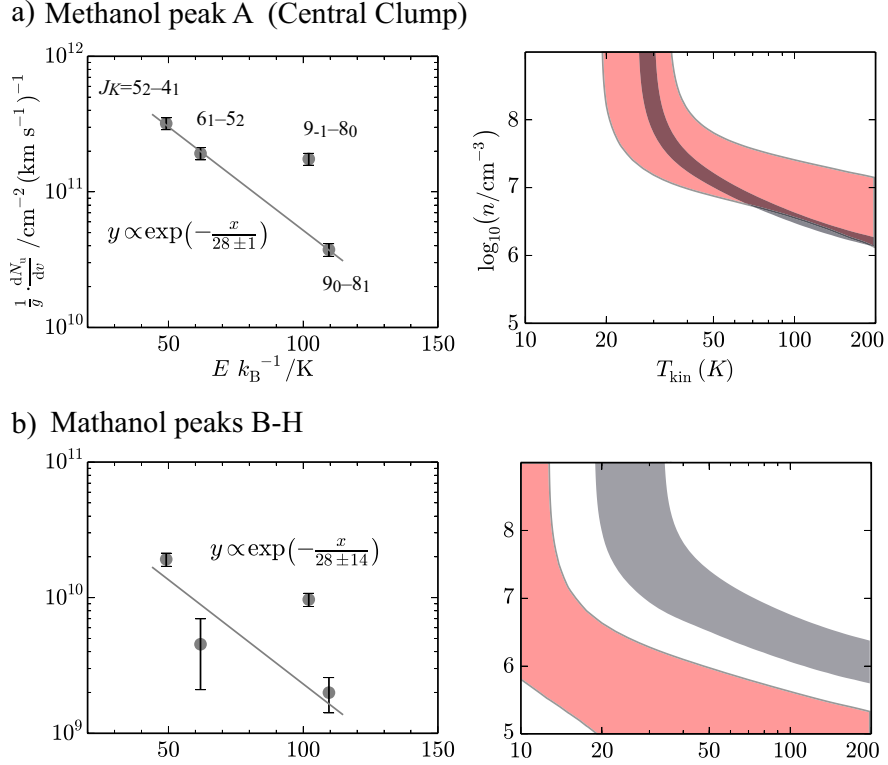 a) Methanol peak A (Central Clump)
10^12
10^11
10^10
J_K=5_2–4_1
6_1–5_2
9_-1–8_0
9_0–8_1
y ∝ exp(− x/28 ± 1)
1/g · dN_u/dv /cm^−2 (km s^−1)^−1
50 100 150
E k_B^−1 /K
8
7
6
5
log_10(n/cm^−3)
10 20 50 100 200
T_kin (K)
b) Mathanol peaks B-H
10^11
10^10
10^9
y ∝ exp(− x/28 ± 14)
50 100 150
8
7
6
5
10 20 50 100 200